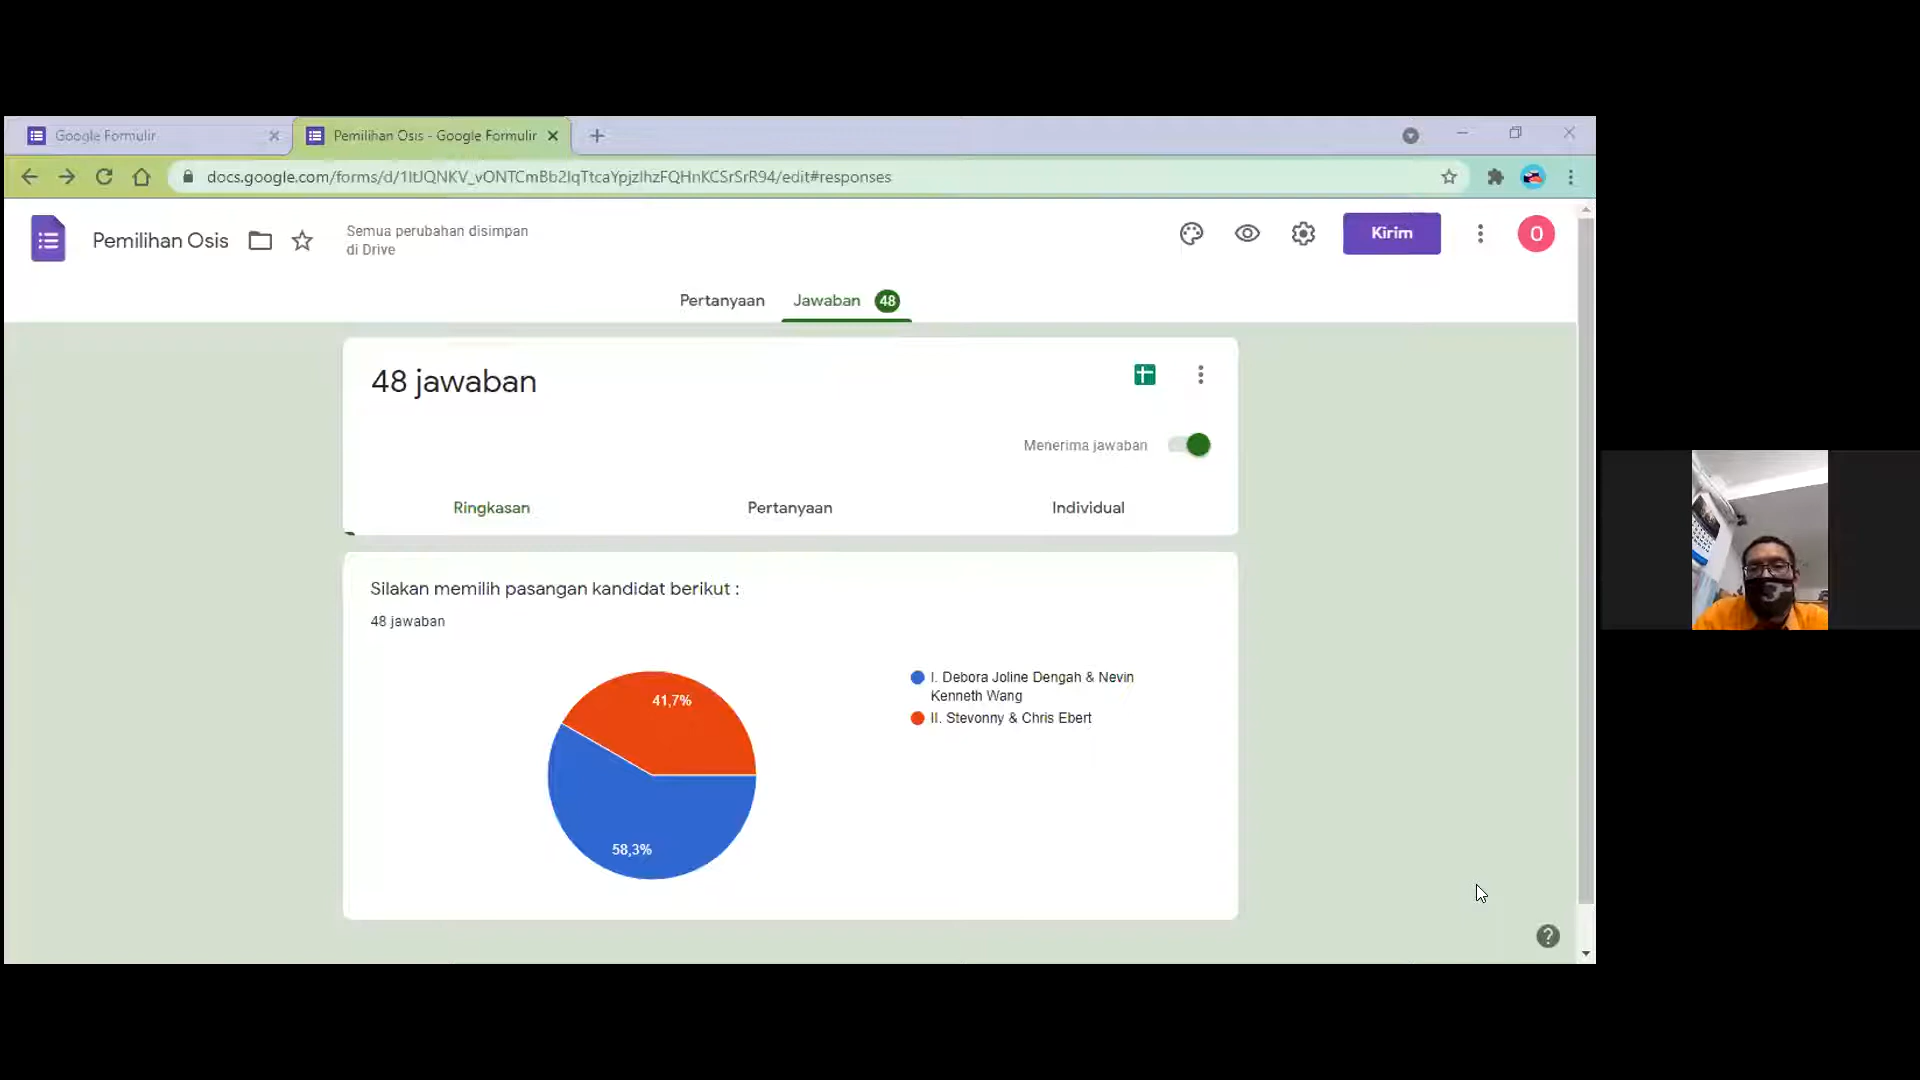 Google Formulir
Pemilihan Osis - Google Formulir
docs.google.com/forms/d/1ItJQNKV_vONTCmBb2IqTtcaYpjzIhzFQHnKCSrSrR94/edit#responses
Pemilihan Osis
Semua perubahan disimpan
di Drive
Kirim
O
Pertanyaan Jawaban 48
48 jawaban
Menerima jawaban
Ringkasan Pertanyaan Individual
Silakan memilih pasangan kandidat berikut :
48 jawaban
41,7%
58,3%
I. Debora Joline Dengah & Nevin
Kenneth Wang
II. Stevonny & Chris Ebert